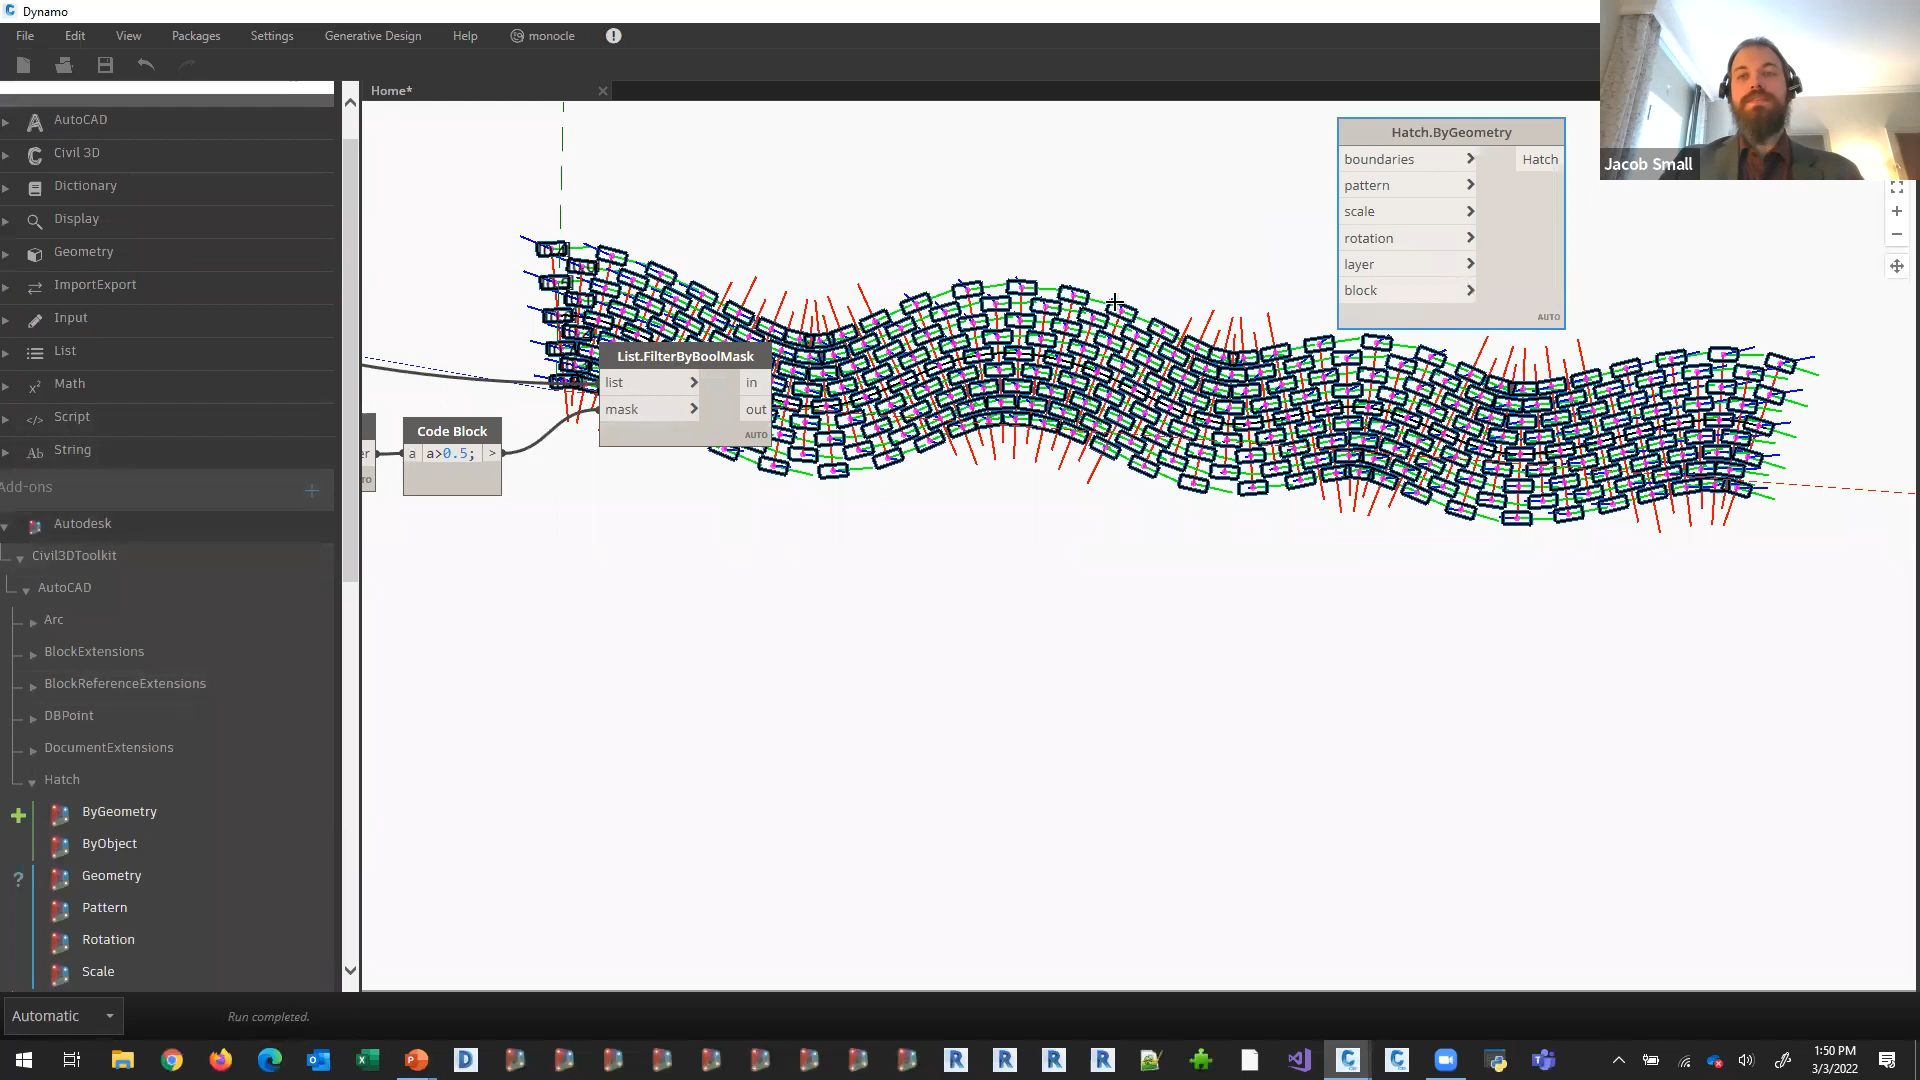 Dynamo
File Edit View Packages Settings Generative Design Help monocle
Home*
AutoCAD
Civil 3D
Dictionary
Display
Geometry
ImportExport
Input
List
Math
Script
String
Add-ons
Autodesk
Civil3DToolkit
AutoCAD
Arc
BlockExtensions
BlockReferenceExtensions
DBPoint
DocumentExtensions
Hatch
ByGeometry
ByObject
Geometry
Pattern
Rotation
Scale
er
TO
Code Block
a a>0.5; >
List.FilterByBoolMask
list > in
mask > out
AUTO
Hatch.ByGeometry
boundaries > Hatch
pattern >
scale >
rotation >
layer >
block >
AUTO
Jacob Small
Automatic
Run completed.
1:50 PM
3/3/2022